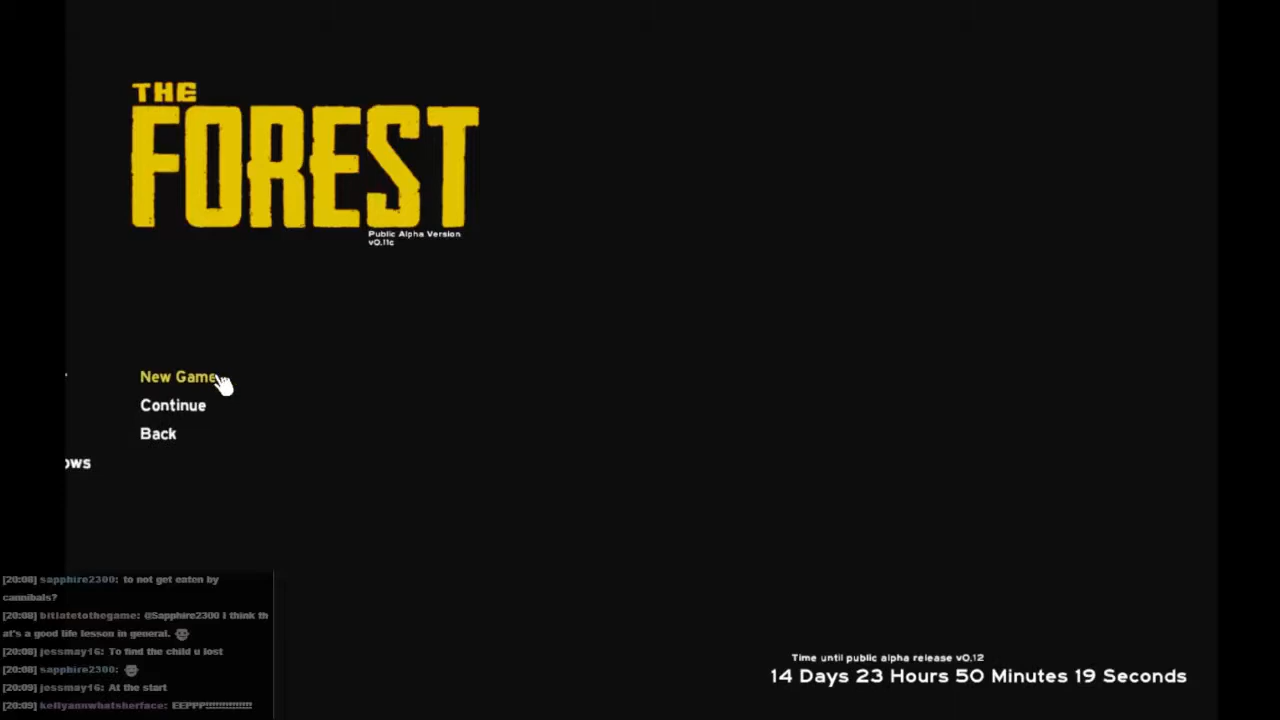 THE
FOREST
Public Alpha Version
v0.11c
New Game
Continue
Back
ows
[20:08] sapphire2300: to not get eaten by
cannibals?
[20:08] bitlatetothegame: @Sapphire2300 I think th
at's a good life lesson in general.
[20:08] jessmay16: To find the child u lost
[20:08] sapphire2300:
[20:09] jessmay16: At the start
[20:09] kellyannwhatsherface: EEPPP!!!!!!!!!!!!!!
Time until public alpha release v0.12
14 Days 23 Hours 50 Minutes 19 Seconds